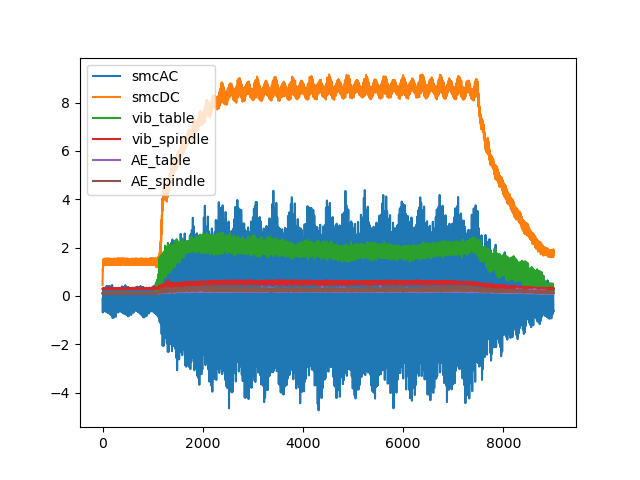 smcAC
smcDC
vib_table
vib_spindle
AE_table
AE_spindle
8
6
4
2
0
−2
−4
0 2000 4000 6000 8000